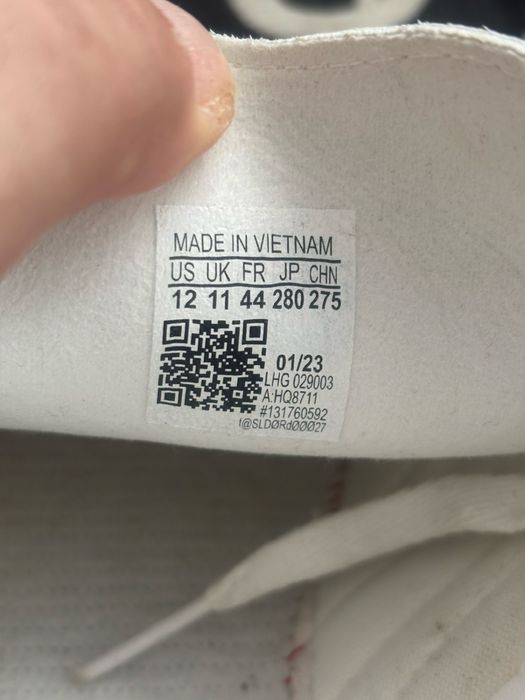 MADE IN VIETNAM
US UK FR JP CHN
12 11 44 280 275
01/23
LHG 029003
A:HQ8711
#131760592
!@SLDØRdØØØ27